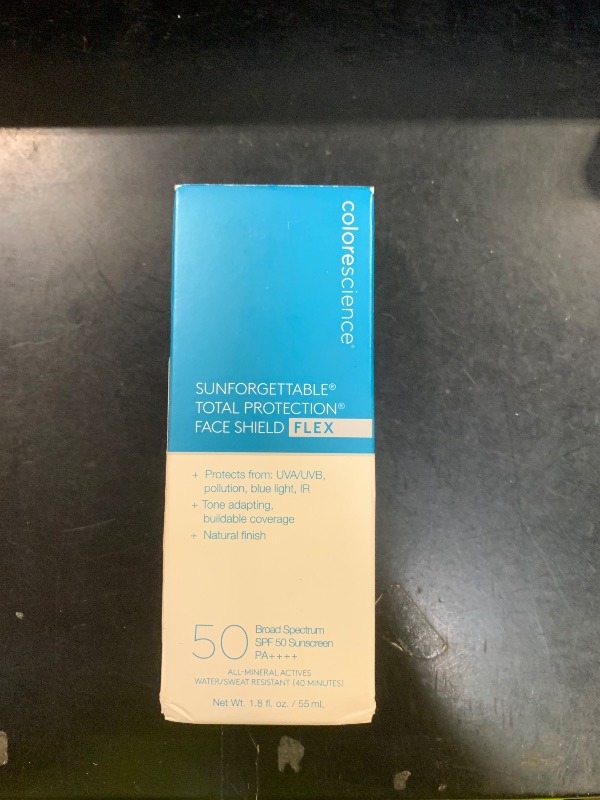 colorescience®
SUNFORGETTABLE®
TOTAL PROTECTION®
FACE SHIELD FLEX
+ Protects from: UVA/UVB,
pollution, blue light, IR
+ Tone adapting,
buildable coverage
+ Natural finish
50 Broad Spectrum
SPF 50 Sunscreen
PA++++
ALL-MINERAL ACTIVES
WATER/SWEAT RESISTANT (40 MINUTES)
Net Wt. 1.8 fl. oz. / 55 mL